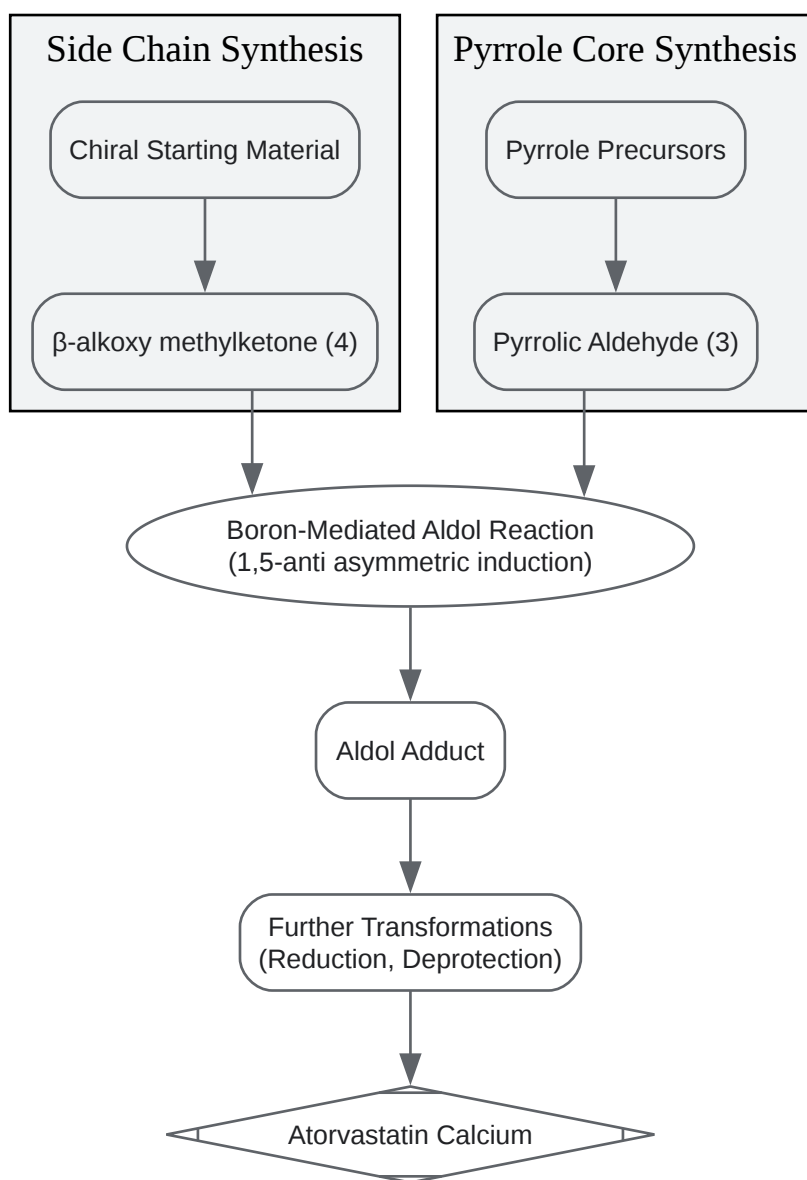 Side Chain Synthesis
Chiral Starting Material
β-alkoxy methylketone (4)
Pyrrole Core Synthesis
Pyrrole Precursors
Pyrrolic Aldehyde (3)
Boron-Mediated Aldol Reaction
(1,5-anti asymmetric induction)
Aldol Adduct
Further Transformations
(Reduction, Deprotection)
Atorvastatin Calcium